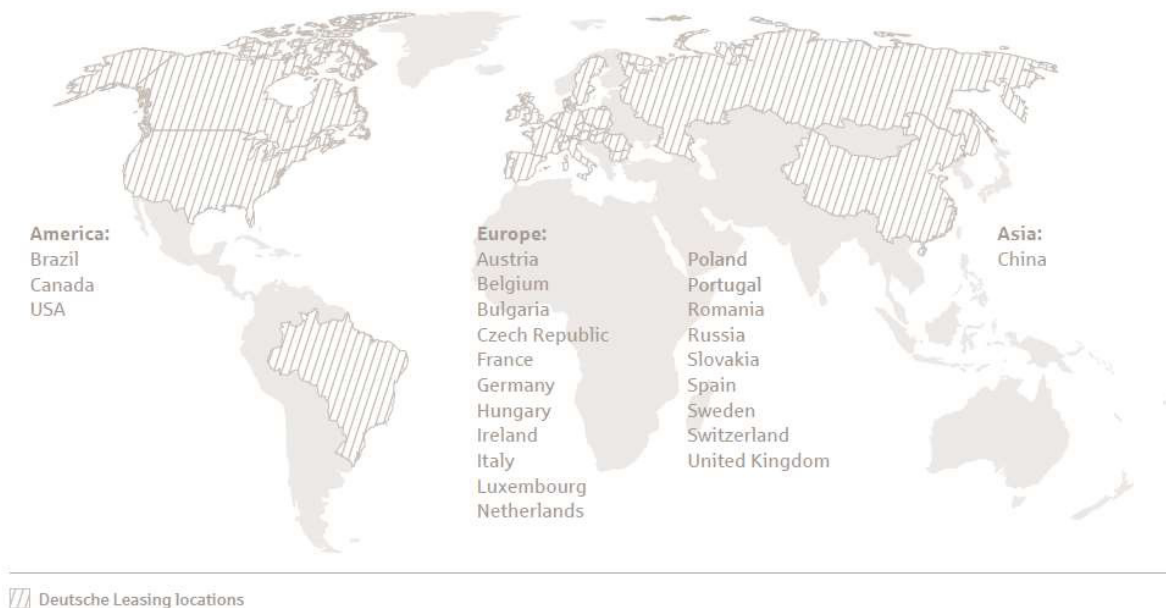 America:
Brazil
Canada
USA
Europe:
Austria
Belgium
Bulgaria
Czech Republic
France
Germany
Hungary
Ireland
Italy
Luxembourg
Netherlands
Poland
Portugal
Romania
Russia
Slovakia
Spain
Sweden
Switzerland
United Kingdom
Asia:
China
Deutsche Leasing locations